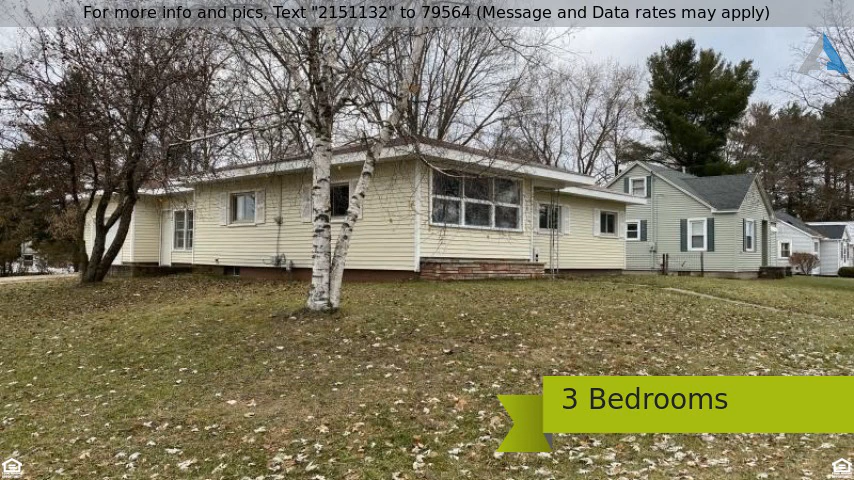 For more info and pics, Text "2151132" to 79564 (Message and Data rates may apply)
3 Bedrooms